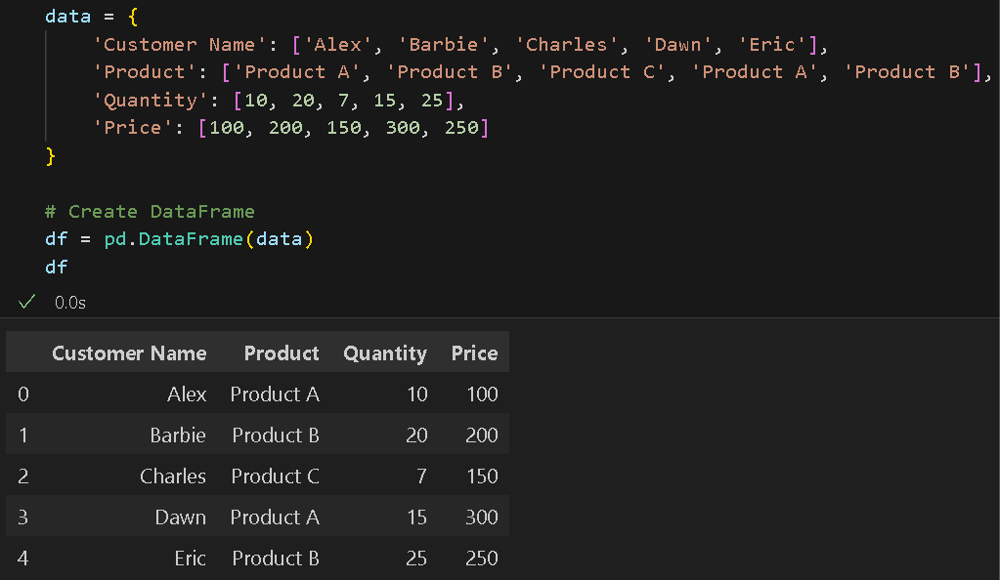 data = {
    'Customer Name': ['Alex', 'Barbie', 'Charles', 'Dawn', 'Eric'],
    'Product': ['Product A', 'Product B', 'Product C', 'Product A', 'Product B'],
    'Quantity': [10, 20, 7, 15, 25],
    'Price': [100, 200, 150, 300, 250]
}
# Create DataFrame
df = pd.DataFrame(data)
df
0.0s
Customer Name Product Quantity Price
0 Alex Product A 10 100
1 Barbie Product B 20 200
2 Charles Product C 7 150
3 Dawn Product A 15 300
4 Eric Product B 25 250